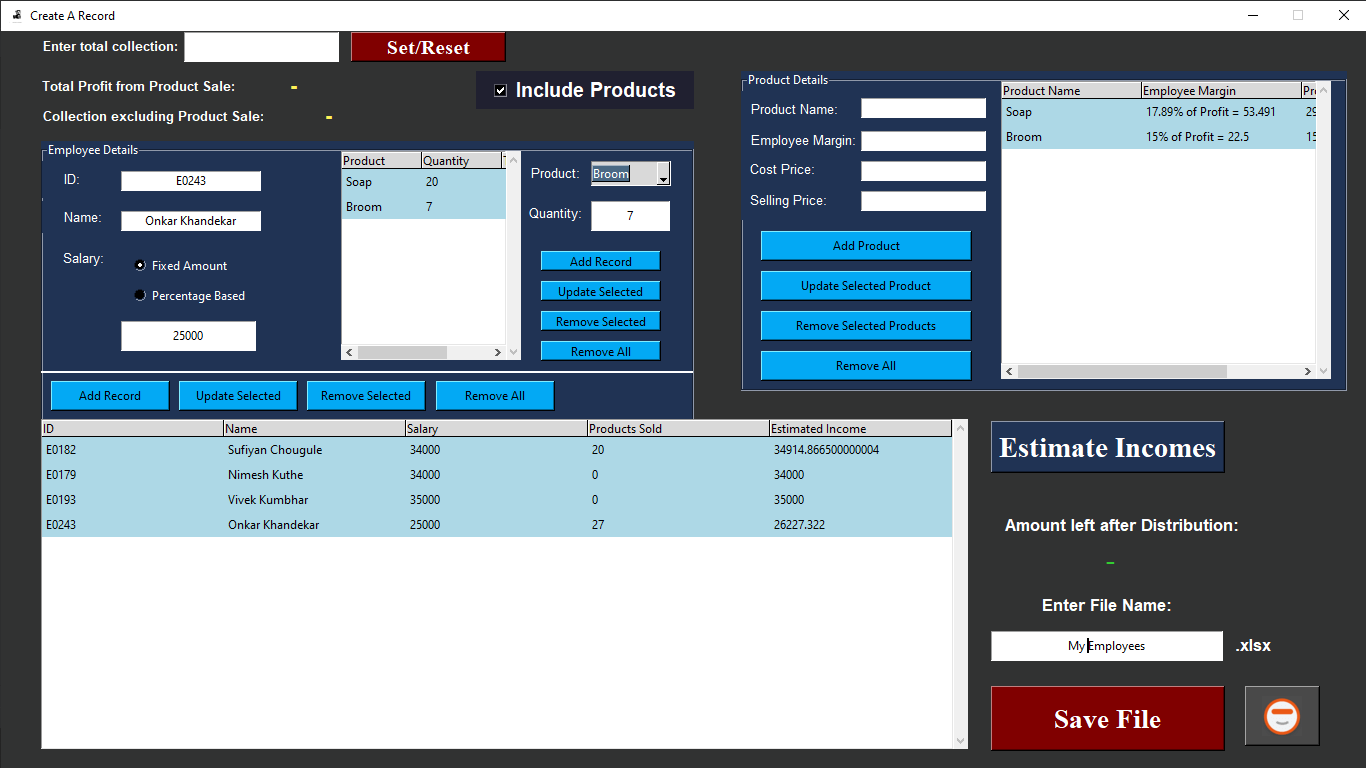 Create A Record
Enter total collection:
Set/Reset
Total Profit from Product Sale: -
Include Products
Collection excluding Product Sale: -
Employee Details
ID: E0243
Name: Onkar Khandekar
Salary: Fixed Amount
Percentage Based
25000
Product Quantity
Soap 20
Broom 7
Product: Broom
Quantity: 7
Add Record
Update Selected
Remove Selected
Remove All
Add Record Update Selected Remove Selected Remove All
Product Details
Product Name:
Employee Margin:
Cost Price:
Selling Price:
Add Product
Update Selected Product
Remove Selected Products
Remove All
Product Name Employee Margin
Soap 17.89% of Profit = 53.491
Broom 15% of Profit = 22.5
ID Name Salary Products Sold Estimated Income
E0182 Sufiyan Chougule 34000 20 34914.866500000004
E0179 Nimesh Kuthe 34000 0 34000
E0193 Vivek Kumbhar 35000 0 35000
E0243 Onkar Khandekar 25000 27 26227.322
Estimate Incomes
Amount left after Distribution:
-
Enter File Name:
My Employees .xlsx
Save File